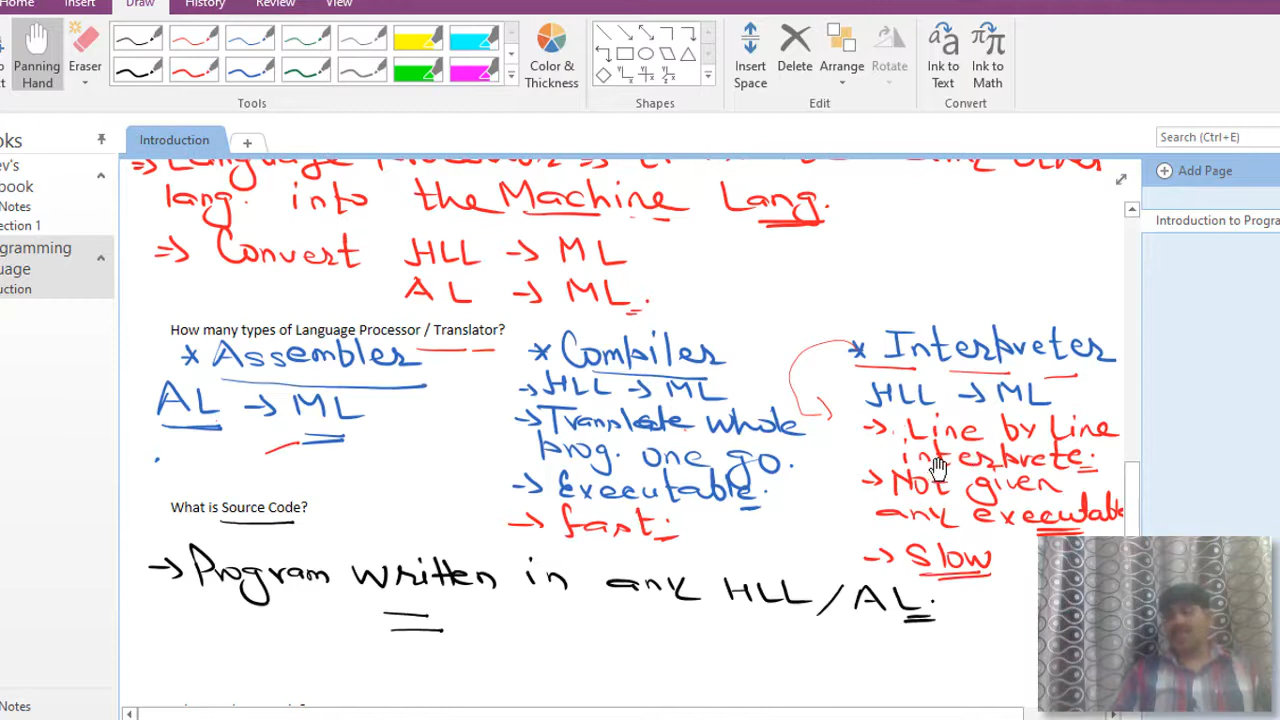 Home Insert Draw History Review View
Panning Hand
Eraser
Color & Thickness
Insert Space
Delete
Arrange
Rotate
Ink to Text
Ink to Math
Tools
Shapes
Edit
Convert
Introduction
Search (Ctrl+E)
Add Page
Introduction to Progra
Notes
⇒ Language
lang. into the Machine Lang.
⇒ Convert HLL → ML
AL → ML.
How many types of Language Processor / Translator?
* Assembler
AL → ML
* Compiler
→ HLL → ML
→ Translate whole
prog. one go.
→ Executable.
→ fast.
* Interpreter
HLL → ML
→ Line by Line
interprete.
→ Not given
any executable
→ Slow
What is Source Code?
→ Program written in any HLL / AL.